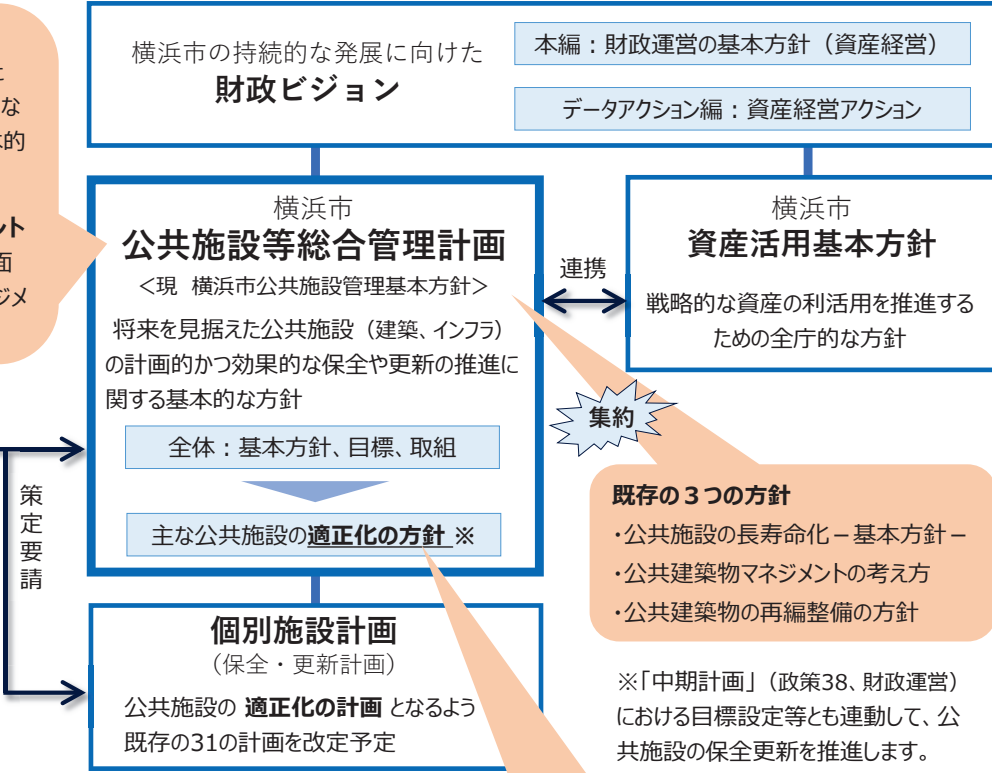 横浜市の持続的な発展に向けた
財政ビジョン
本編：財政運営の基本方針（資産経営）
データアクション編：資産経営アクション
に
な
的
ント
面
ジメ
横浜市
公共施設等総合管理計画
＜現　横浜市公共施設管理基本方針＞
将来を見据えた公共施設（建築、インフラ）
の計画的かつ効果的な保全や更新の推進に
関する基本的な方針
全体：基本方針、目標、取組
主な公共施設の適正化の方針 ※
連携
横浜市
資産活用基本方針
戦略的な資産の利活用を推進する
ための全庁的な方針
集約
既存の３つの方針
・公共施設の長寿命化－基本方針－
・公共建築物マネジメントの考え方
・公共建築物の再編整備の方針
策定要請
個別施設計画
（保全・更新計画）
公共施設の 適正化の計画 となるよう
既存の31の計画を改定予定
※「中期計画」（政策38、財政運営）
における目標設定等とも連動して、公
共施設の保全更新を推進します。